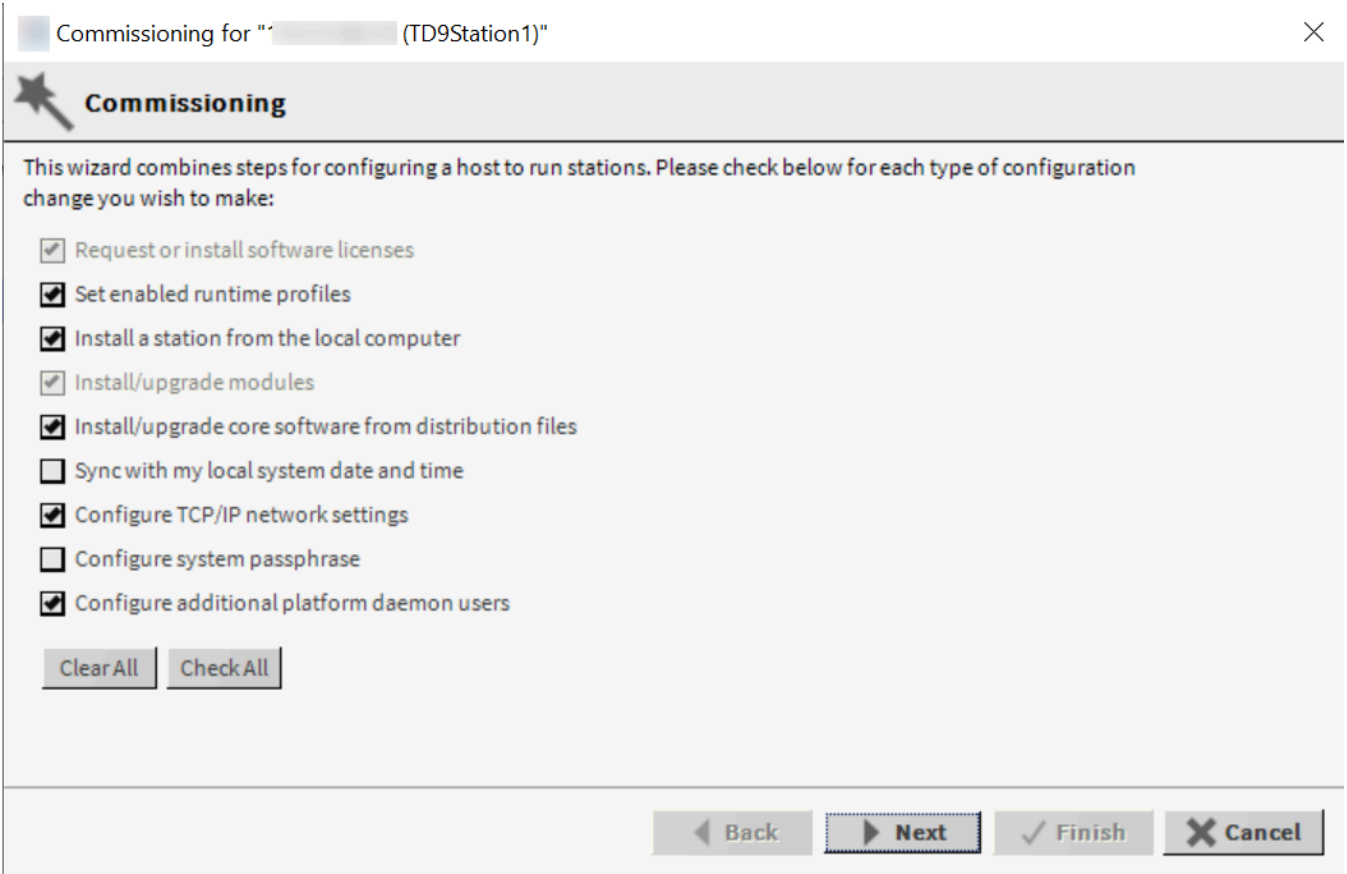 Commissioning for " (TD9Station1)"
Commissioning
This wizard combines steps for configuring a host to run stations. Please check below for each type of configuration
change you wish to make:
Request or install software licenses
Set enabled runtime profiles
Install a station from the local computer
Install/upgrade modules
Install/upgrade core software from distribution files
Sync with my local system date and time
Configure TCP/IP network settings
Configure system passphrase
Configure additional platform daemon users
Clear All Check All
Back Next Finish Cancel